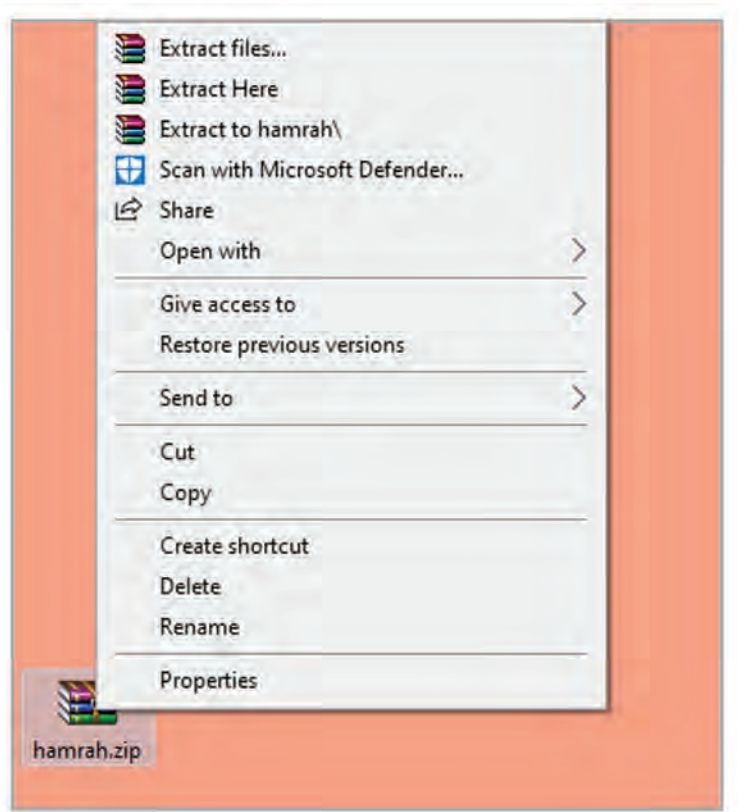 Extract files...
Extract Here
Extract to hamrah\
Scan with Microsoft Defender...
Share
Open with
Give access to
Restore previous versions
Send to
Cut
Copy
Create shortcut
Delete
Rename
Properties
hamrah.zip